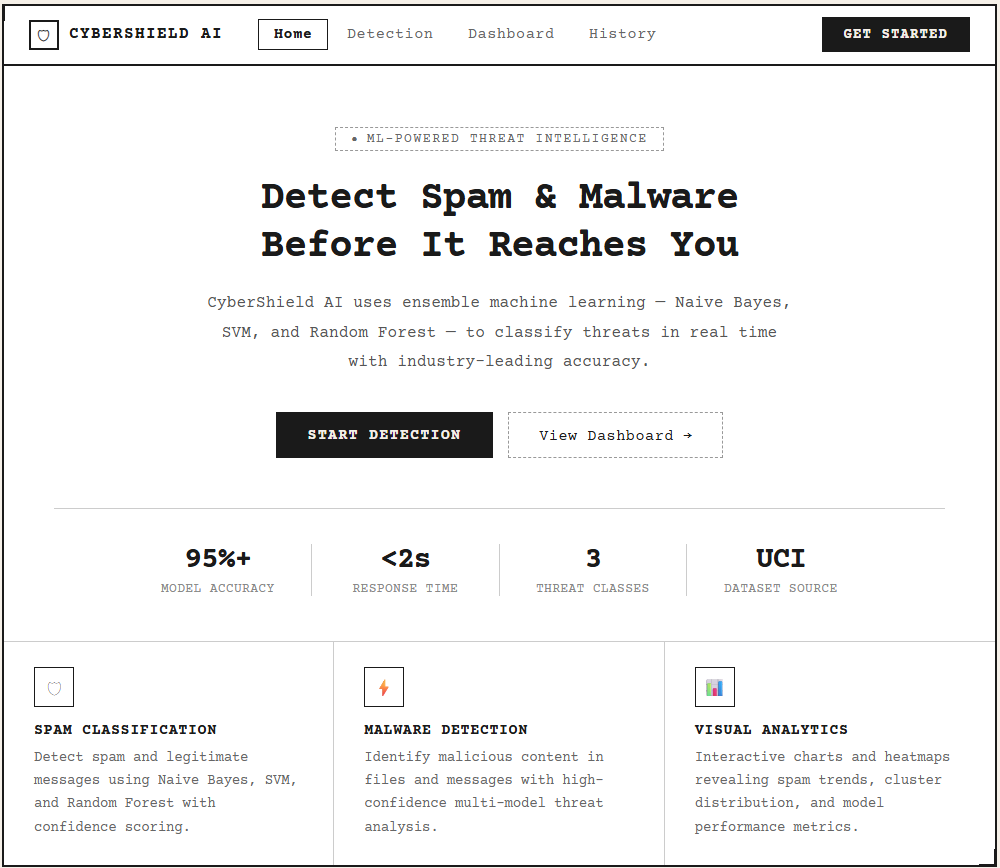 CYBERSHIELD AI
Home
Detection
Dashboard
History
GET STARTED
• ML-POWERED THREAT INTELLIGENCE
Detect Spam & Malware
Before It Reaches You
CyberShield AI uses ensemble machine learning — Naive Bayes,
SVM, and Random Forest — to classify threats in real time
with industry-leading accuracy.
START DETECTION
View Dashboard →
95%+
MODEL ACCURACY
<2s
RESPONSE TIME
3
THREAT CLASSES
UCI
DATASET SOURCE
SPAM CLASSIFICATION
Detect spam and legitimate
messages using Naive Bayes, SVM,
and Random Forest with
confidence scoring.
MALWARE DETECTION
Identify malicious content in
files and messages with high-
confidence multi-model threat
analysis.
VISUAL ANALYTICS
Interactive charts and heatmaps
revealing spam trends, cluster
distribution, and model
performance metrics.